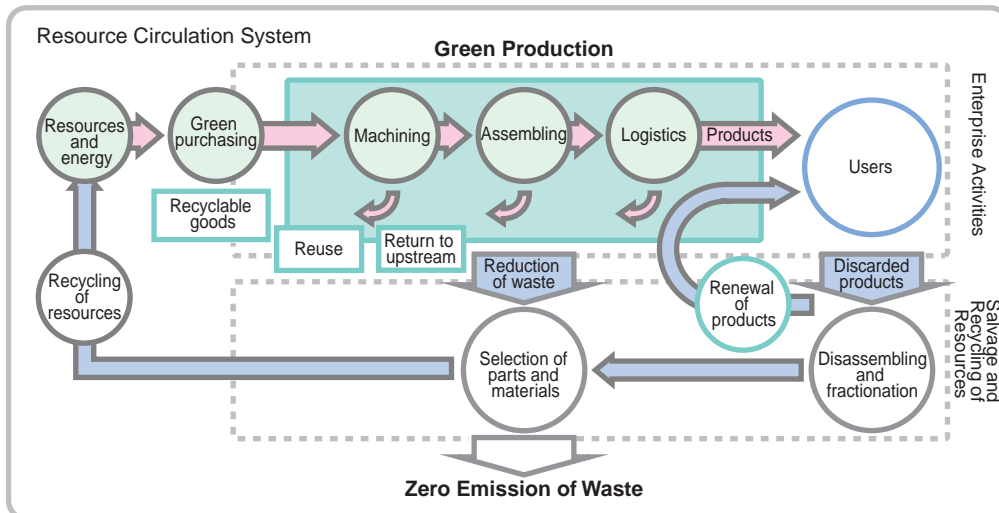 Resource Circulation System
Green Production
Resources
and
energy
Green
purchasing
Machining
Assembling
Logistics
Products
Users
Enterprise Activities
Recyclable
goods
Reuse
Return to
upstream
Reduction
of waste
Renewal
of
products
Discarded
products
Recycling
of
resources
Selection of
parts and
materials
Disassembling
and
fractionation
Salvage and
Recycling of
Resources
Zero Emission of Waste